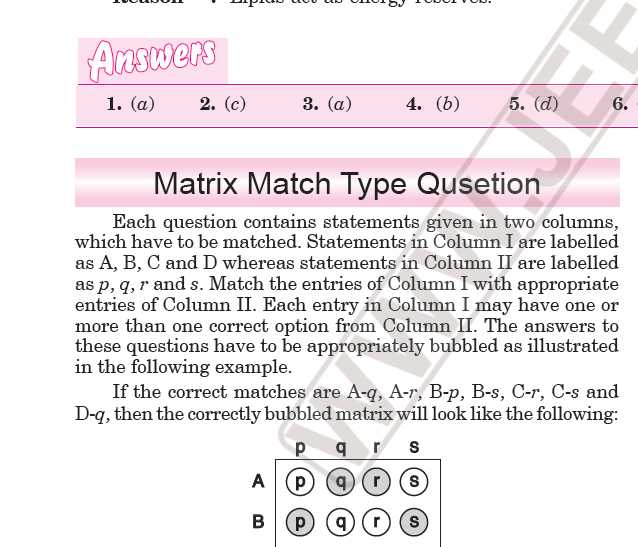 Reason : Lipids act as energy reserves.
Answers
1. (a) 2. (c) 3. (a) 4. (b) 5. (d) 6.
Matrix Match Type Qusetion
Each question contains statements given in two columns,
which have to be matched. Statements in Column I are labelled
as A, B, C and D whereas statements in Column II are labelled
as p, q, r and s. Match the entries of Column I with appropriate
entries of Column II. Each entry in Column I may have one or
more than one correct option from Column II. The answers to
these questions have to be appropriately bubbled as illustrated
in the following example.
If the correct matches are A-q, A-r, B-p, B-s, C-r, C-s and
D-q, then the correctly bubbled matrix will look like the following:
p q r s
A p q r s
B p q r s
WWW.JEE